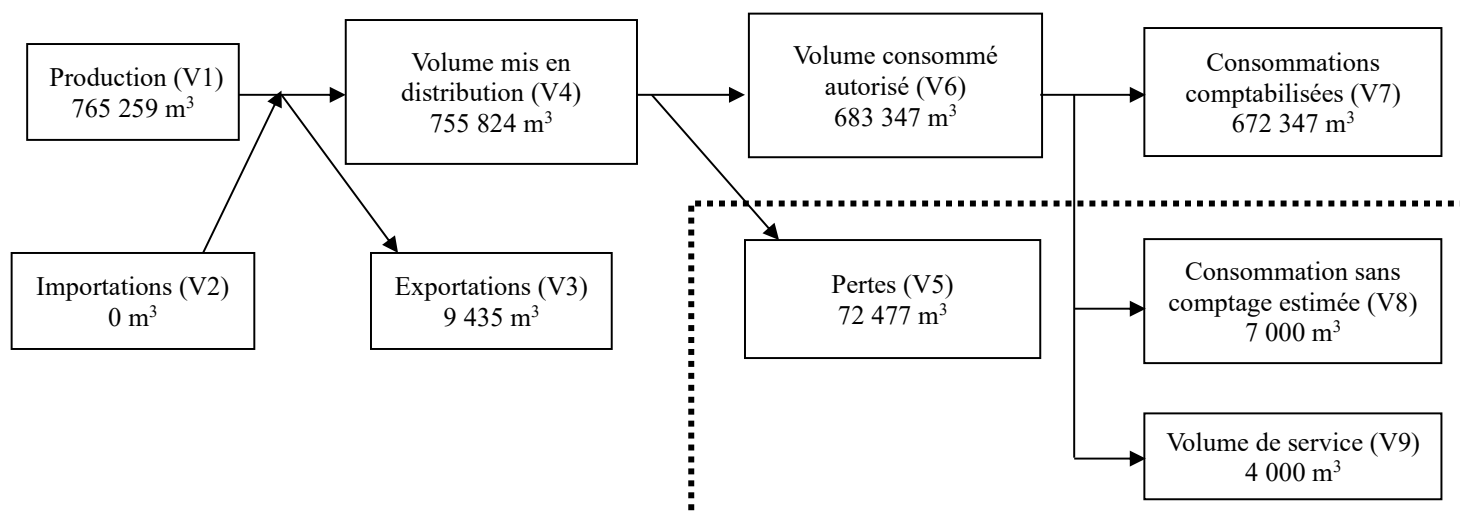 Production (V1)
765 259 m³
Volume mis en
distribution (V4)
755 824 m³
Volume consommé
autorisé (V6)
683 347 m³
Consommations
comptabilisées (V7)
672 347 m³
Importations (V2)
0 m³
Exportations (V3)
9 435 m³
Pertes (V5)
72 477 m³
Consommation sans
comptage estimée (V8)
7 000 m³
Volume de service (V9)
4 000 m³